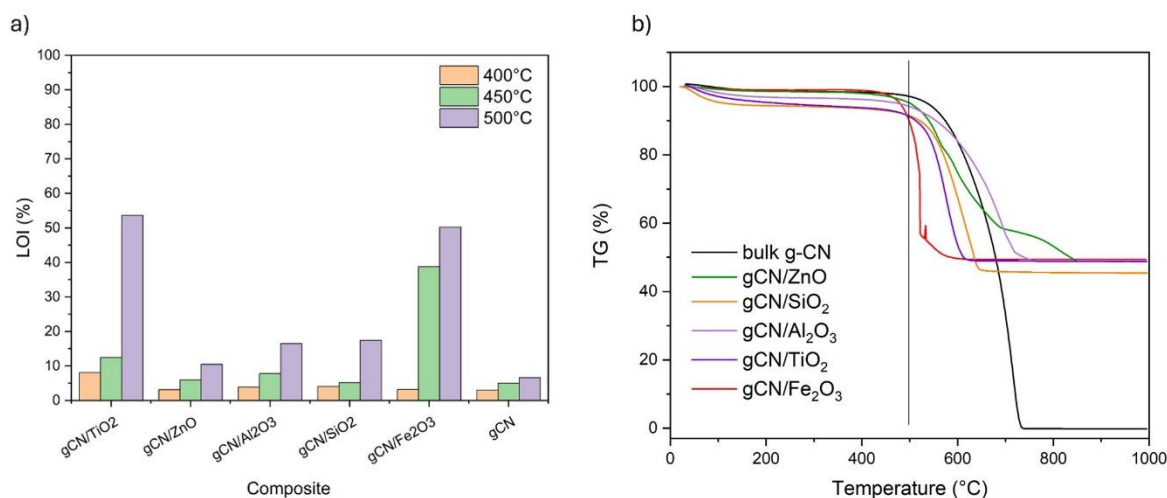 a)
100
90
80
70
60
50
40
30
20
10
0
LOI (%)
400°C
450°C
500°C
gCN/TiO2
gCN/ZnO
gCN/Al2O3
gCN/SiO2
gCN/Fe2O3
gCN
Composite
b)
100
80
60
40
20
0
TG (%)
bulk g-CN
gCN/ZnO
gCN/SiO₂
gCN/Al₂O₃
gCN/TiO₂
gCN/Fe₂O₃
0 200 400 600 800 1000
Temperature (°C)